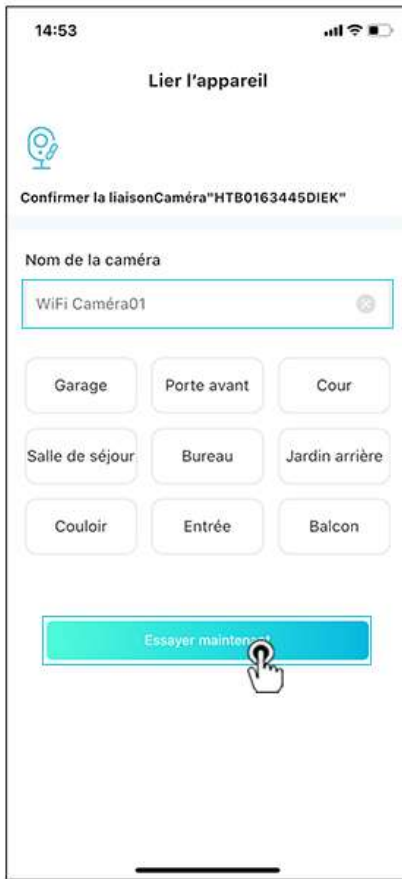 14:53
Lier l'appareil
Confirmer la liaisonCaméra"HTB0163445DIEK"
Nom de la caméra
WiFi Caméra01
Garage Porte avant Cour
Salle de séjour Bureau Jardin arrière
Couloir Entrée Balcon
Essayer maintenant